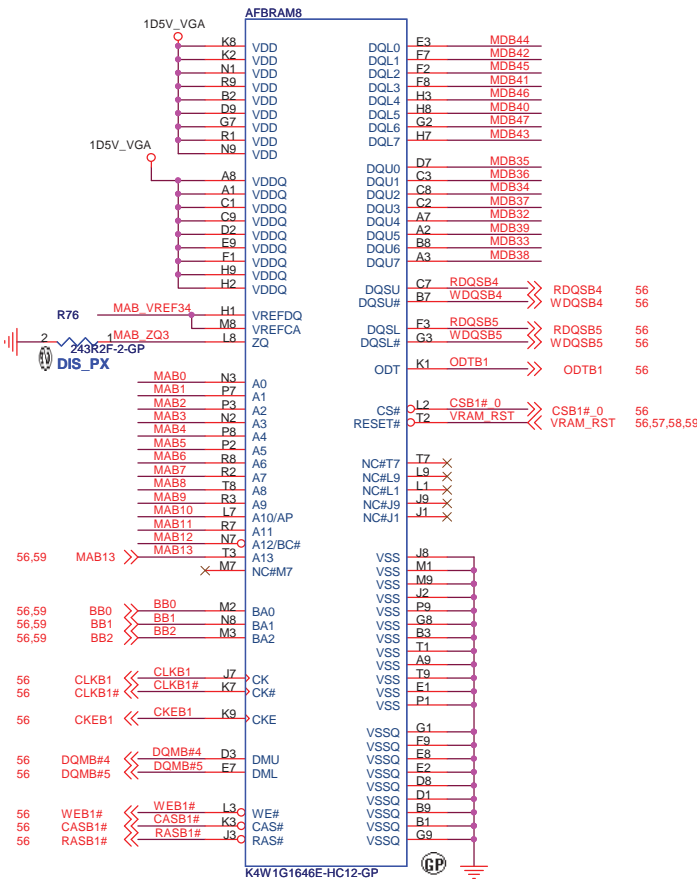 AFBRAM8
1D5V_VGA
K8 VDD DQL0 E3 MDB44
K2 VDD DQL1 F7 MDB42
N1 VDD DQL2 F2 MDB45
R9 VDD DQL3 F8 MDB41
B2 VDD DQL4 H3 MDB46
D9 VDD DQL5 H8 MDB40
G7 VDD DQL6 G2 MDB47
R1 VDD DQL7 H7 MDB43
N9 VDD
1D5V_VGA
A8 VDDQ DQU0 D7 MDB35
A1 VDDQ DQU1 C3 MDB36
C1 VDDQ DQU2 C8 MDB34
C9 VDDQ DQU3 C2 MDB37
D2 VDDQ DQU4 A7 MDB32
E9 VDDQ DQU5 A2 MDB39
F1 VDDQ DQU6 B8 MDB33
H9 VDDQ DQU7 A3 MDB38
H2 VDDQ
DQSU C7 RDQSB4 RDQSB4 56
DQSU# B7 WDQSB4 WDQSB4 56
R76 MAB_VREF34 H1 VREFDQ
M8 VREFCA
DQSL F3 RDQSB5 RDQSB5 56
DQSL# G3 WDQSB5 WDQSB5 56
2 1 MAB_ZQ3 L8 ZQ
243R2F-2-GP
DIS_PX
ODT K1 ODTB1 ODTB1 56
MAB0 N3 A0
MAB1 P7 A1
MAB2 P3 A2 CS# L2 CSB1#_0 CSB1#_0 56
MAB3 N2 A3 RESET# T2 VRAM_RST VRAM_RST 56,57,58,59
MAB4 P8 A4
MAB5 P2 A5
MAB6 R8 A6 NC#T7 T7
MAB7 R2 A7 NC#L9 L9
MAB8 T8 A8 NC#L1 L1
MAB9 R3 A9 NC#J9 J9
MAB10 L7 A10/AP NC#J1 J1
MAB11 R7 A11
MAB12 N7 A12/BC#
56,59 MAB13 MAB13 T3 A13 VSS J8
M7 NC#M7 VSS M1
VSS M9
VSS J2
56,59 BB0 BB0 M2 BA0 VSS P9
56,59 BB1 BB1 N8 BA1 VSS G8
56,59 BB2 BB2 M3 BA2 VSS B3
VSS T1
VSS A9
56 CLKB1 CLKB1 J7 CK VSS T9
56 CLKB1# CLKB1# K7 CK# VSS E1
VSS P1
56 CKEB1 CKEB1 K9 CKE
VSSQ G1
VSSQ F9
56 DQMB#4 DQMB#4 D3 DMU VSSQ E8
56 DQMB#5 DQMB#5 E7 DML VSSQ E2
VSSQ D8
VSSQ D1
56 WEB1# WEB1# L3 WE# VSSQ B9
56 CASB1# CASB1# K3 CAS# VSSQ B1
56 RASB1# RASB1# J3 RAS# VSSQ G9
K4W1G1646E-HC12-GP
GP